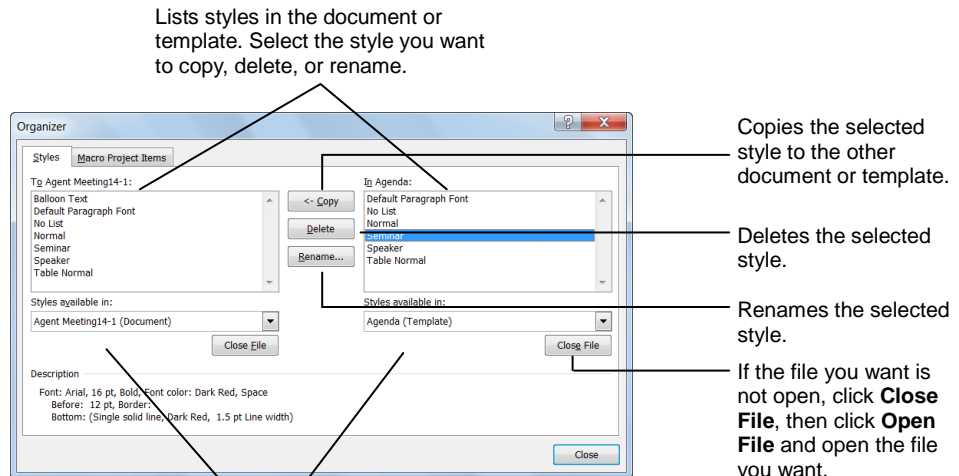 Lists styles in the document or
template. Select the style you want
to copy, delete, or rename.
Organizer
Styles
Macro Project Items
To Agent Meeting14-1:
Balloon Text
Default Paragraph Font
No List
Normal
Seminar
Speaker
Table Normal
Styles available in:
Agent Meeting14-1 (Document)
Close File
<- Copy
Delete
Rename...
In Agenda:
Default Paragraph Font
No List
Normal
Seminar
Speaker
Table Normal
Styles available in:
Agenda (Template)
Close File
Description
Font: Arial, 16 pt, Bold, Font color: Dark Red, Space
Before: 12 pt, Border:
Bottom: (Single solid line, Dark Red, 1.5 pt Line width)
Close
Copies the selected
style to the other
document or template.
Deletes the selected
style.
Renames the selected
style.
If the file you want is
not open, click Close
File, then click Open
File and open the file
you want.